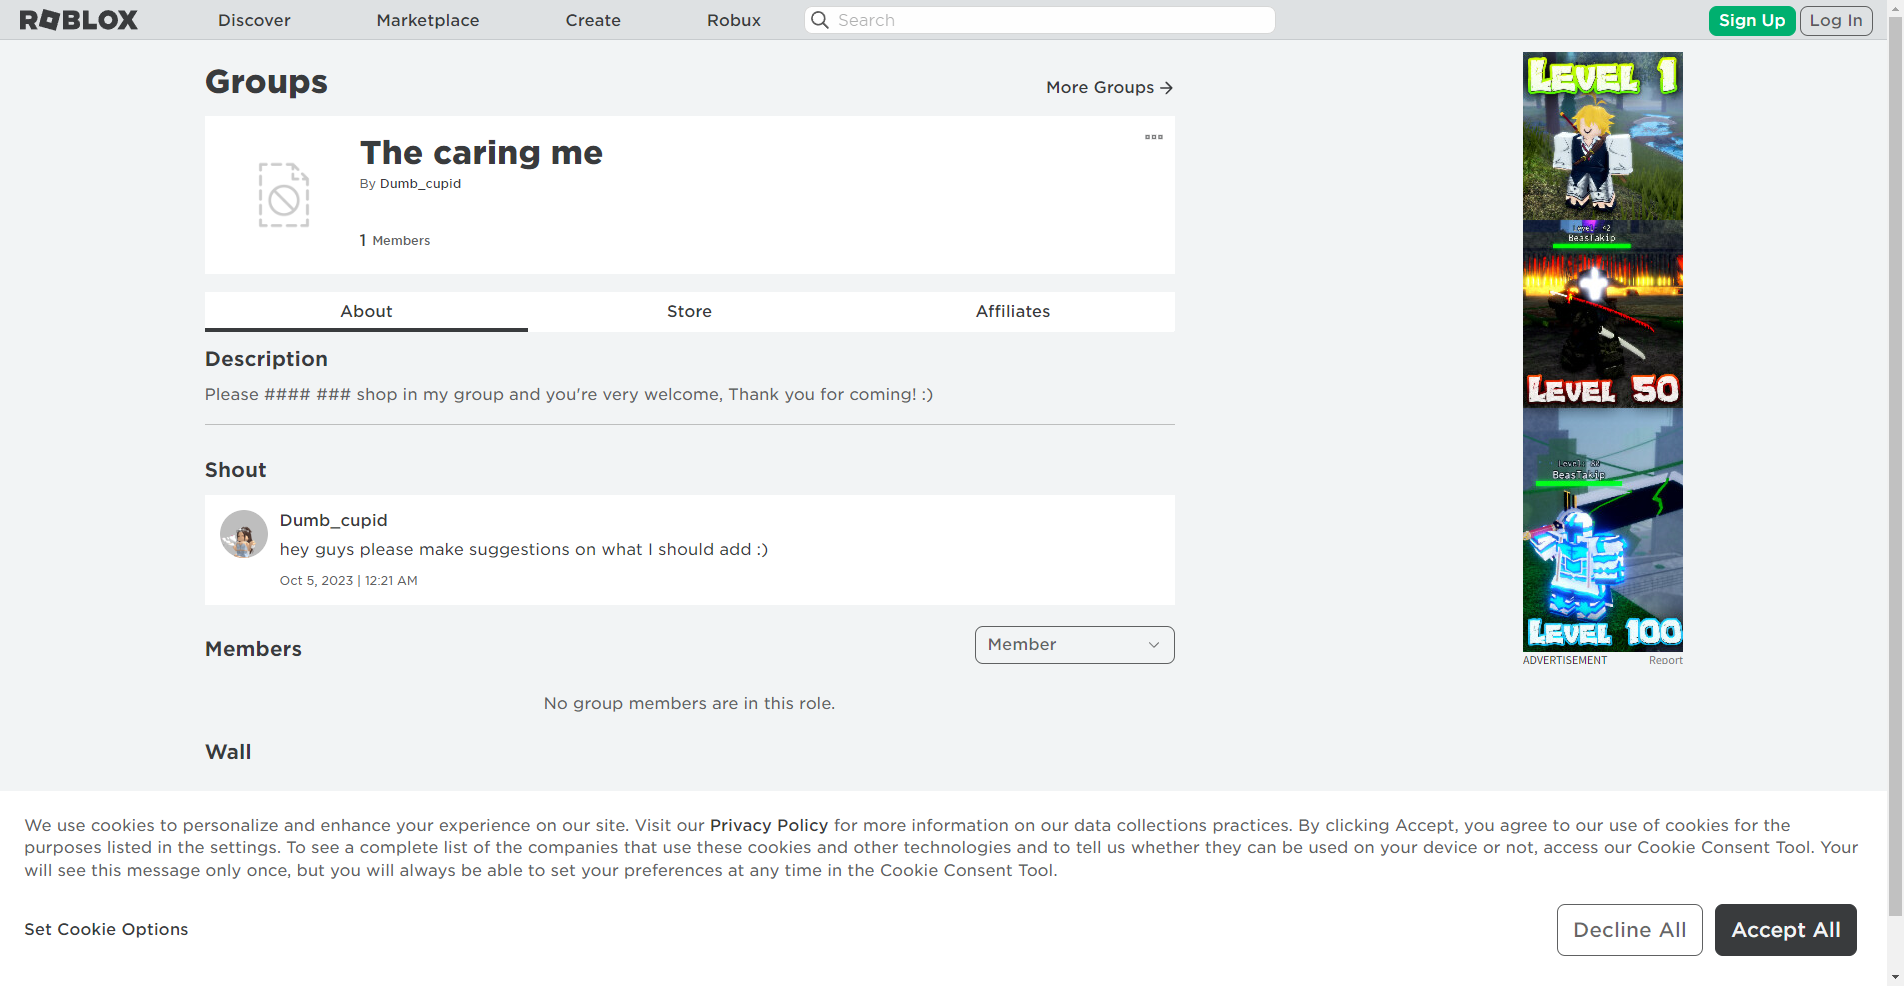 ROBLOX
Discover
Marketplace
Create
Robux
Search
Sign Up
Log In
Groups
More Groups →
The caring me
By Dumb_cupid
1 Members
About
Store
Affiliates
Description
Please #### ### shop in my group and you're very welcome, Thank you for coming! :)
Shout
Dumb_cupid
hey guys please make suggestions on what I should add :)
Oct 5, 2023 | 12:21 AM
Members
Member
No group members are in this role.
Wall
LEVEL 1
BeasTakip
LEVEL 50
BeasTakip
LEVEL 100
ADVERTISEMENT
Report
We use cookies to personalize and enhance your experience on our site. Visit our Privacy Policy for more information on our data collections practices. By clicking Accept, you agree to our use of cookies for the
purposes listed in the settings. To see a complete list of the companies that use these cookies and other technologies and to tell us whether they can be used on your device or not, access our Cookie Consent Tool. Your
will see this message only once, but you will always be able to set your preferences at any time in the Cookie Consent Tool.
Set Cookie Options
Decline All
Accept All